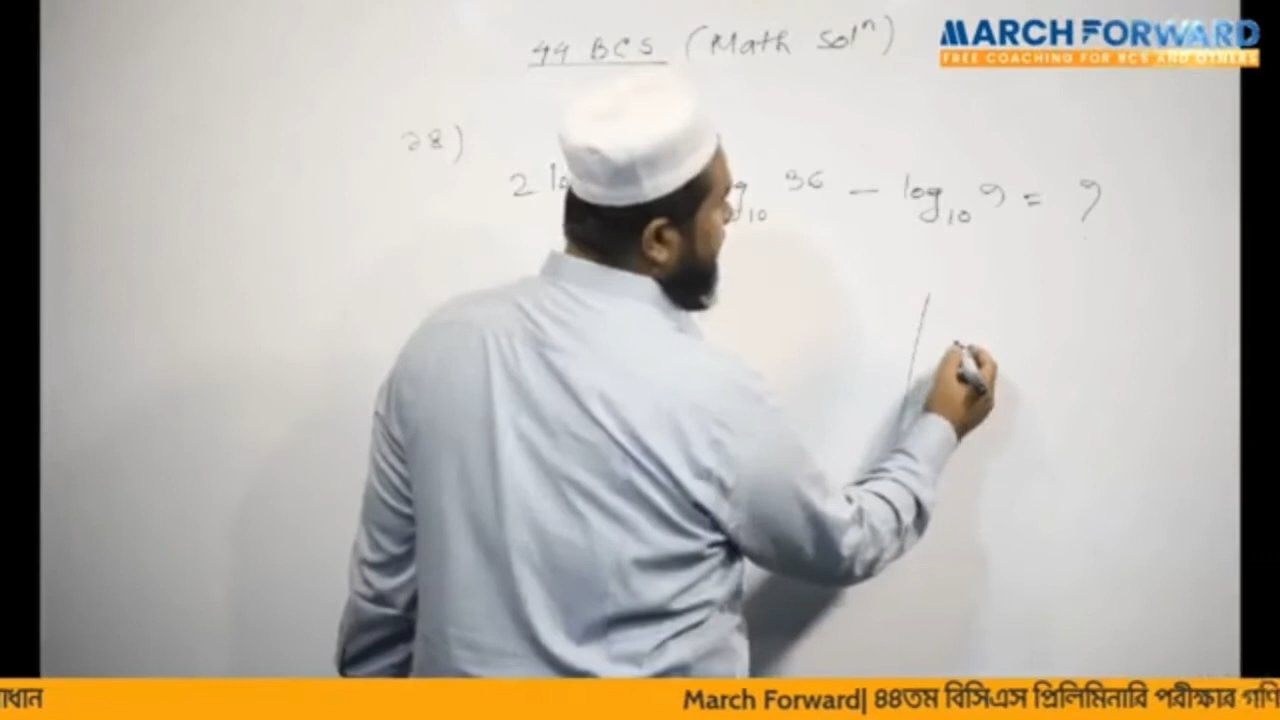 44 BCS (Math Solⁿ)
MARCH FORWARD
FREE COACHING FOR BCS AND OTHERS
২৪)
2 log₁₀ 36 – log₁₀ 9 = ?
াধান
March Forward| ৪৪তম বিসিএস প্রিলিমিনারি পরীক্ষার গণি